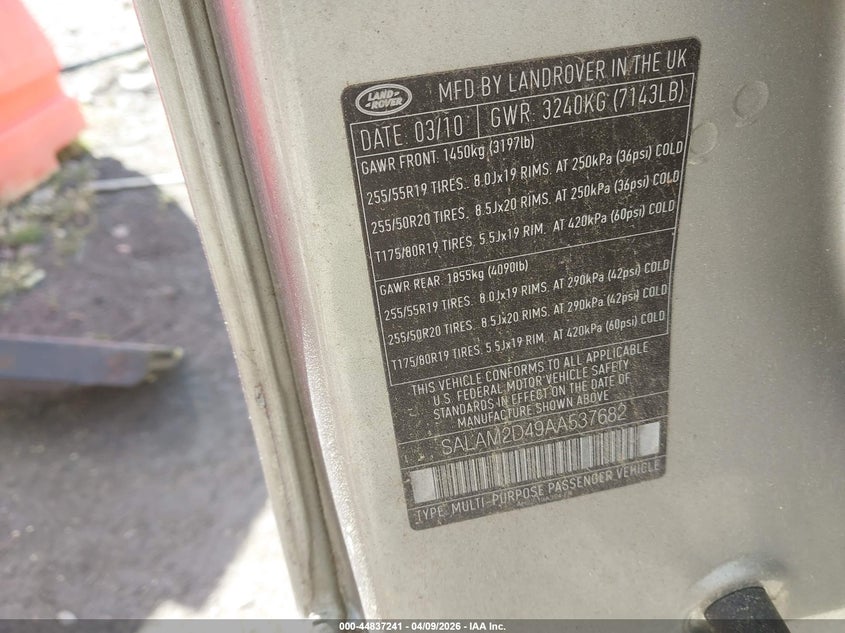 LAND
ROVER
MFD BY LANDROVER IN THE UK
DATE: 03/10
GWR: 3240KG (7143LB)
GAWR FRONT: 1450kg (3197lb)
255/55R19 TIRES. 8.0Jx19 RIMS. AT 250kPa (36psi) COLD
255/50R20 TIRES. 8.5Jx20 RIMS. AT 250kPa (36psi) COLD
T175/80R19 TIRES. 5.5Jx19 RIM. AT 420kPa (60psi) COLD
GAWR REAR: 1855kg (4090lb)
255/55R19 TIRES. 8.0Jx19 RIMS. AT 290kPa (42psi) COLD
255/50R20 TIRES. 8.5Jx20 RIMS. AT 290kPa (42psi) COLD
T175/80R19 TIRES. 5.5Jx19 RIM. AT 420kPa (60psi) COLD
THIS VEHICLE CONFORMS TO ALL APPLICABLE
U.S. FEDERAL MOTOR VEHICLE SAFETY
STANDARDS IN EFFECT ON THE DATE OF
MANUFACTURE SHOWN ABOVE
SALAM2D49AA537682
TYPE: MULTI-PURPOSE PASSENGER VEHICLE
000-44837241 - 04/09/2026 - IAA Inc.